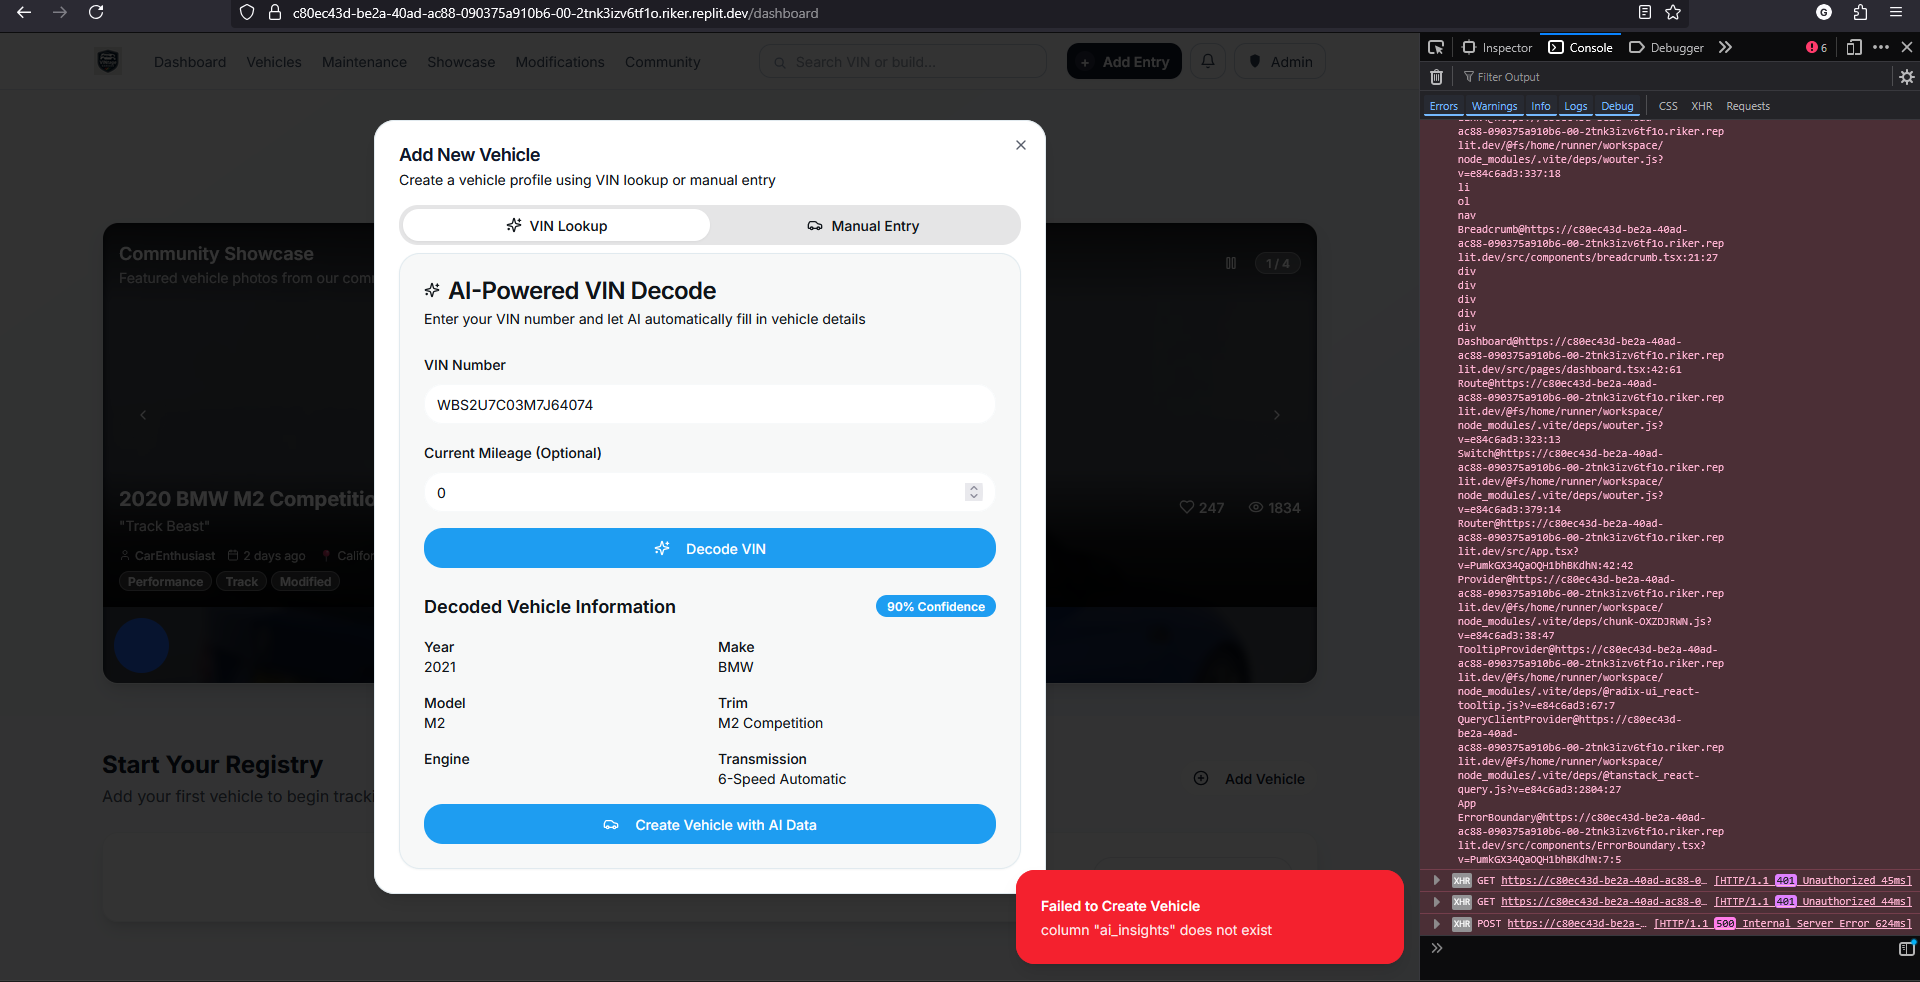 c80ec43d-be2a-40ad-ac88-090375a910b6-00-2tnk3izv6tf1o.riker.replit.dev/dashboard
G
Dashboard Vehicles Maintenance Showcase Modifications Community
Search VIN or build...
+ Add Entry
Admin
Community Showcase
Featured vehicle photos from our com
1 / 4
2020 BMW M2 Competitio
"Track Beast"
CarEnthusiast 2 days ago Califor
Performance Track Modified
247 1834
Start Your Registry
Add your first vehicle to begin tracki
Add Vehicle
Add New Vehicle
Create a vehicle profile using VIN lookup or manual entry
VIN Lookup Manual Entry
AI-Powered VIN Decode
Enter your VIN number and let AI automatically fill in vehicle details
VIN Number
WBS2U7C03M7J64074
Current Mileage (Optional)
0
Decode VIN
Decoded Vehicle Information 90% Confidence
Year Make
2021 BMW
Model Trim
M2 M2 Competition
Engine Transmission
6-Speed Automatic
Create Vehicle with AI Data
Failed to Create Vehicle
column "ai_insights" does not exist
Inspector Console Debugger 6
Filter Output
Errors Warnings Info Logs Debug CSS XHR Requests
ac88-090375a910b6-00-2tnk3izv6tf1o.riker.rep
lit.dev/@fs/home/runner/workspace/
node_modules/.vite/deps/wouter.js?
v=e84c6ad3:337:18
li
ol
nav
Breadcrumb@https://c80ec43d-be2a-40ad-
ac88-090375a910b6-00-2tnk3izv6tf1o.riker.rep
lit.dev/src/components/breadcrumb.tsx:21:27
div
div
div
div
div
Dashboard@https://c80ec43d-be2a-40ad-
ac88-090375a910b6-00-2tnk3izv6tf1o.riker.rep
lit.dev/src/pages/dashboard.tsx:42:61
Route@https://c80ec43d-be2a-40ad-
ac88-090375a910b6-00-2tnk3izv6tf1o.riker.rep
lit.dev/@fs/home/runner/workspace/
node_modules/.vite/deps/wouter.js?
v=e84c6ad3:323:13
Switch@https://c80ec43d-be2a-40ad-
ac88-090375a910b6-00-2tnk3izv6tf1o.riker.rep
lit.dev/@fs/home/runner/workspace/
node_modules/.vite/deps/wouter.js?
v=e84c6ad3:379:14
Router@https://c80ec43d-be2a-40ad-
ac88-090375a910b6-00-2tnk3izv6tf1o.riker.rep
lit.dev/src/App.tsx?
v=PumkGX34QaOQH1bhBKdhN:42:42
Provider@https://c80ec43d-be2a-40ad-
ac88-090375a910b6-00-2tnk3izv6tf1o.riker.rep
lit.dev/@fs/home/runner/workspace/
node_modules/.vite/deps/chunk-OXZDJRWN.js?
v=e84c6ad3:38:47
TooltipProvider@https://c80ec43d-be2a-40ad-
ac88-090375a910b6-00-2tnk3izv6tf1o.riker.rep
lit.dev/@fs/home/runner/workspace/
node_modules/.vite/deps/@radix-ui_react-
tooltip.js?v=e84c6ad3:67:7
QueryClientProvider@https://c80ec43d-
be2a-40ad-
ac88-090375a910b6-00-2tnk3izv6tf1o.riker.rep
lit.dev/@fs/home/runner/workspace/
node_modules/.vite/deps/@tanstack_react-
query.js?v=e84c6ad3:2804:27
App
ErrorBoundary@https://c80ec43d-be2a-40ad-
ac88-090375a910b6-00-2tnk3izv6tf1o.riker.rep
lit.dev/src/components/ErrorBoundary.tsx?
v=PumkGX34QaOQH1bhBKdhN:7:5
XHR GET https://c80ec43d-be2a-40ad-ac88-0… [HTTP/1.1 401 Unauthorized 45ms]
XHR GET https://c80ec43d-be2a-40ad-ac88-0… [HTTP/1.1 401 Unauthorized 44ms]
XHR POST https://c80ec43d-be2a-… [HTTP/1.1 500 Internal Server Error 624ms]